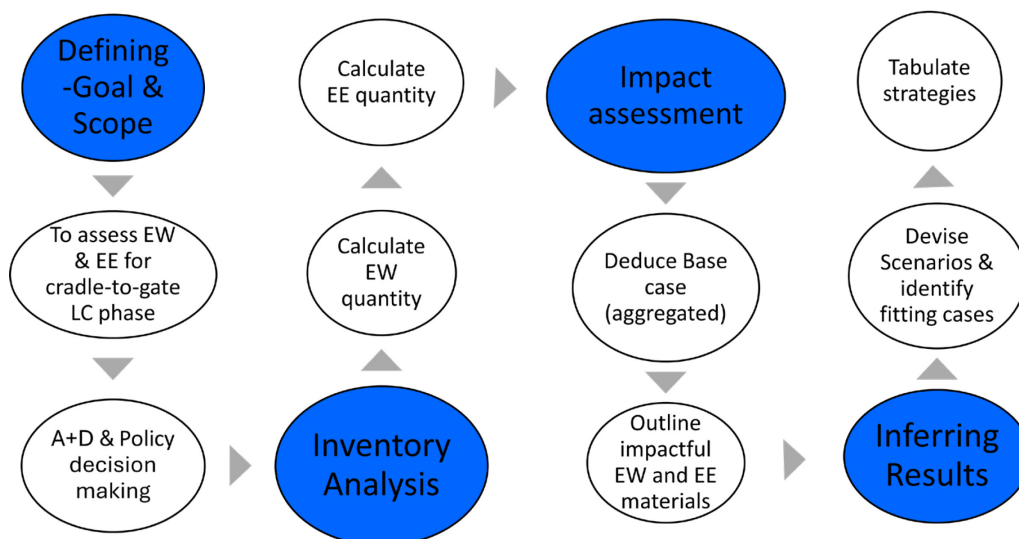 Defining
-Goal &
Scope
To assess EW
& EE for
cradle-to-gate
LC phase
A+D & Policy
decision
making
Inventory
Analysis
Calculate
EW
quantity
Calculate
EE quantity
Impact
assessment
Deduce Base
case
(aggregated)
Outline
impactful
EW and EE
materials
Inferring
Results
Devise
Scenarios &
identify
fitting cases
Tabulate
strategies